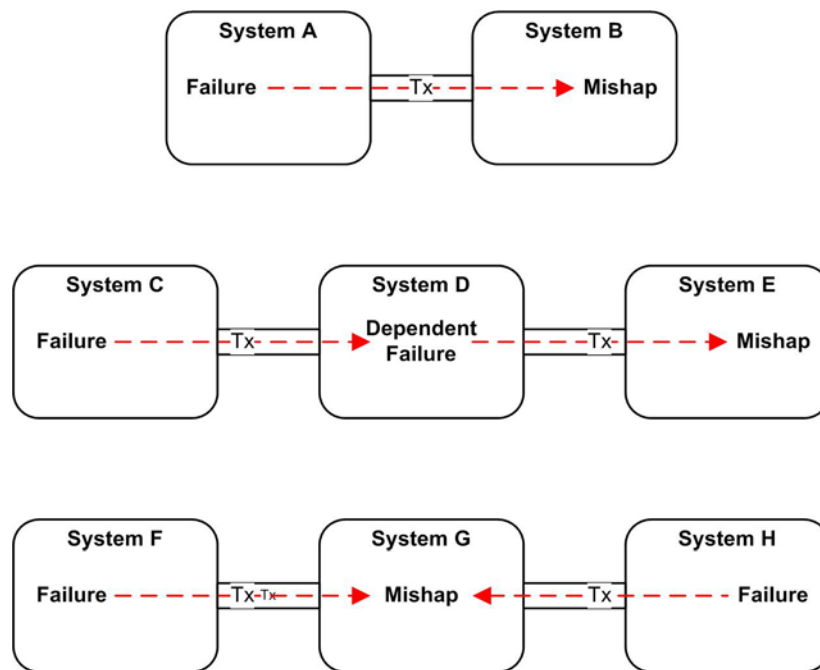 System A
System B
Failure
Tx
Mishap
System C
System D
System E
Failure
Tx
Dependent
Failure
Tx
Mishap
System F
System G
System H
Failure
Tx
Tx
Mishap
Tx
Failure